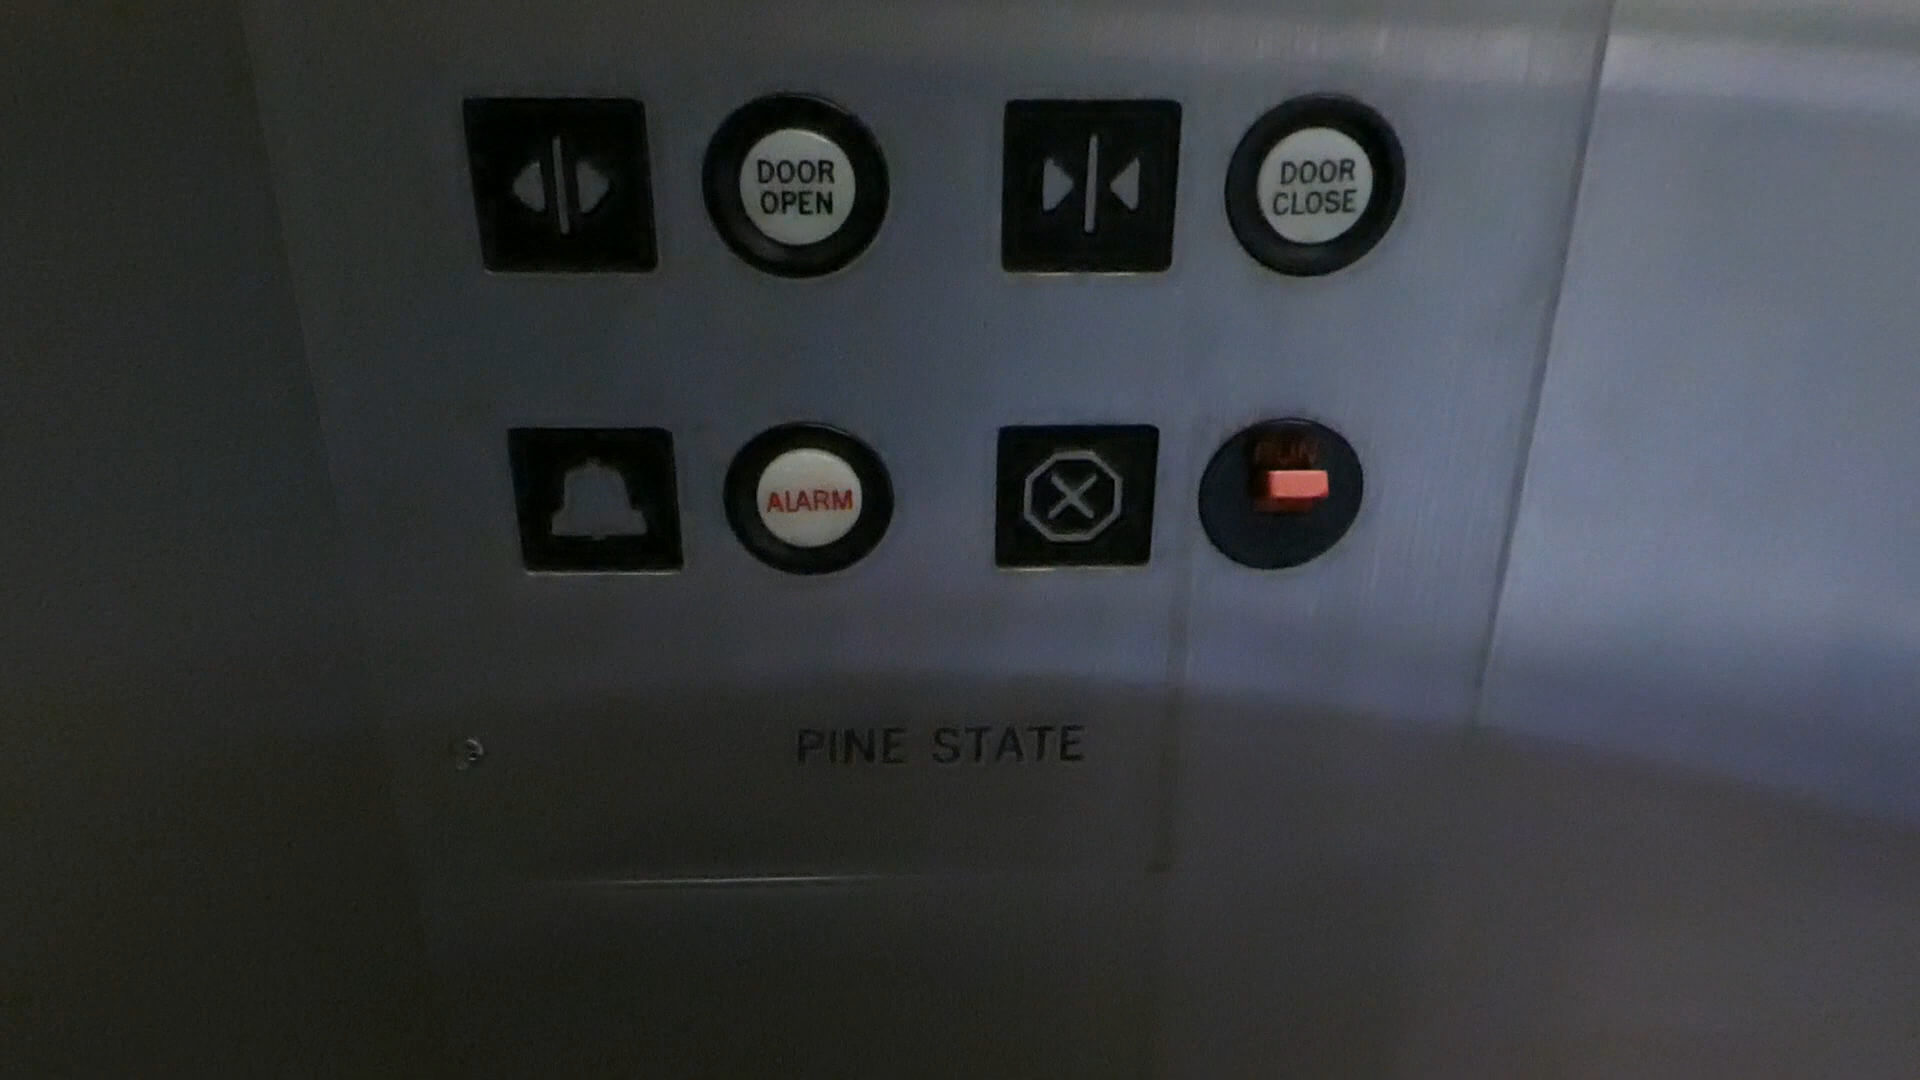 DOOR
OPEN
DOOR
CLOSE
ALARM
RUN
PINE STATE